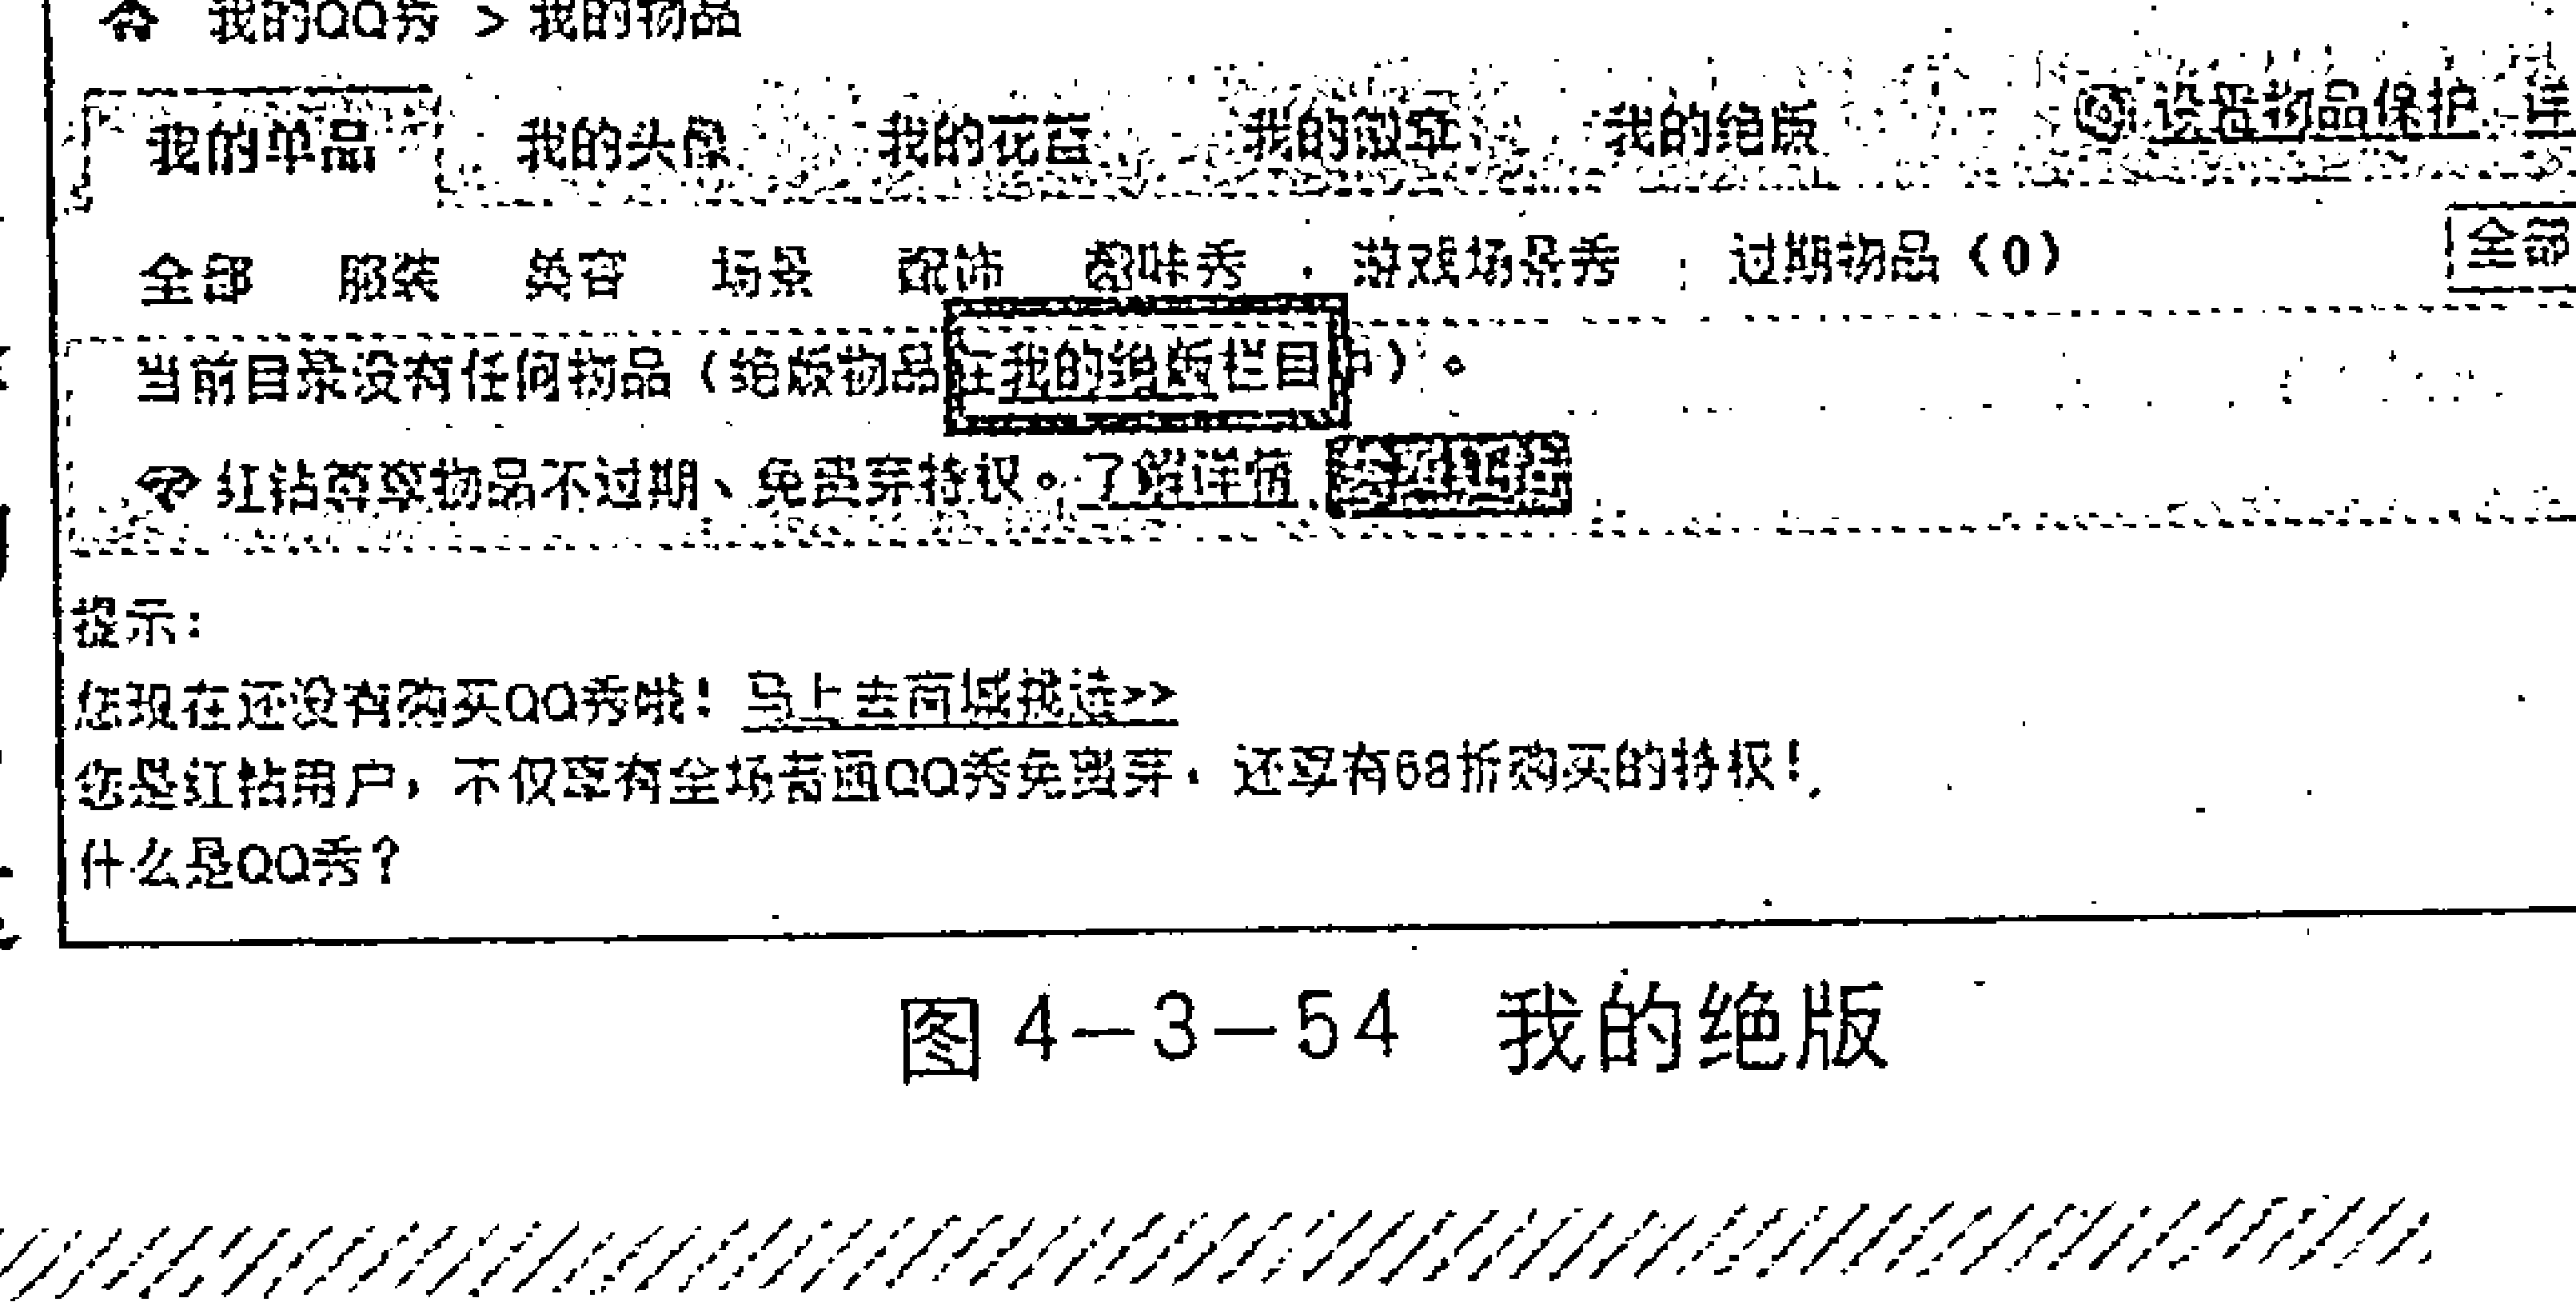 我的QQ秀 > 我的物品
我的单品 我的头像 我的花苗 我的徽章 我的绝版 设置物品保护 详
全部 服装 美容 场景 配饰 趣味秀 游戏场景秀 过期物品(0) 全部
当前目录没有任何物品(绝版物品在我的绝版栏目中)。
红钻尊享物品不过期、免费穿特权。了解详情
提示:
您现在还没有购买QQ秀哦! 马上去商城挑选>>
您是红钻用户,不仅享有全场普通QQ秀免费穿,还享有68折购买的特权!
什么是QQ秀?
图4-3-54 我的绝版